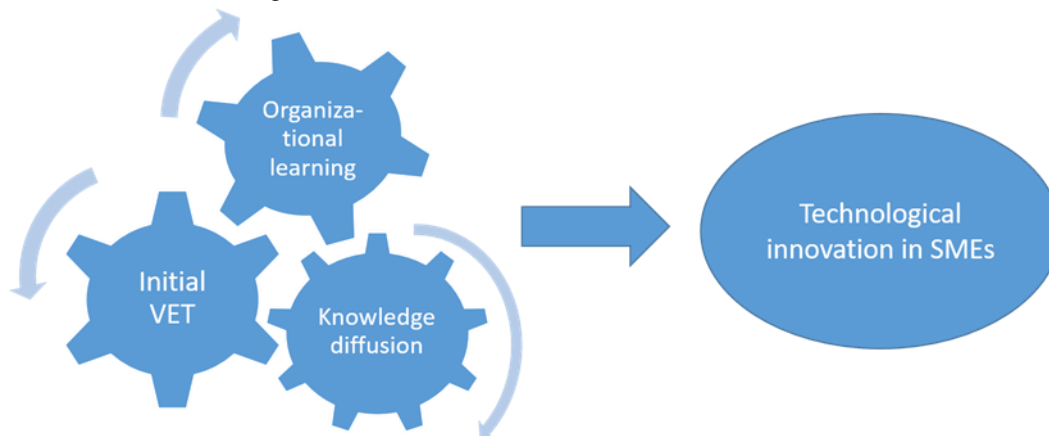 Organiza-
tional
learning
Initial
VET
Knowledge
diffusion
Technological
innovation in SMEs